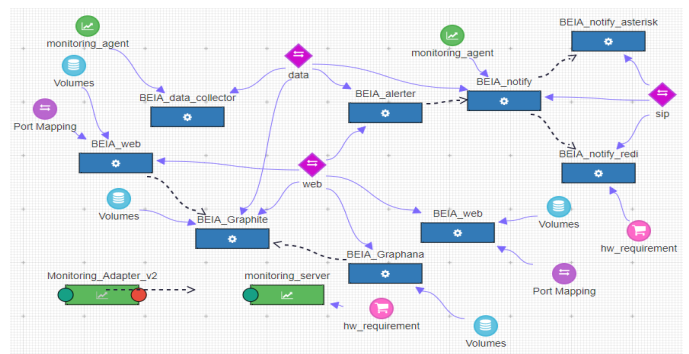 BEIA_notify_asterisk
monitoring_agent
monitoring_agent
Volumes
data
BEIA_data_collector
BEIA_alerter
BEIA_notify
Port Mapping
sip
BEIA_web
BEIA_notify_redi
web
Volumes
BEIA_Graphite
BEIA_web
Volumes
hw_requirement
BEIA_Graphana
Monitoring_Adapter_v2
monitoring_server
Port Mapping
hw_requirement
Volumes